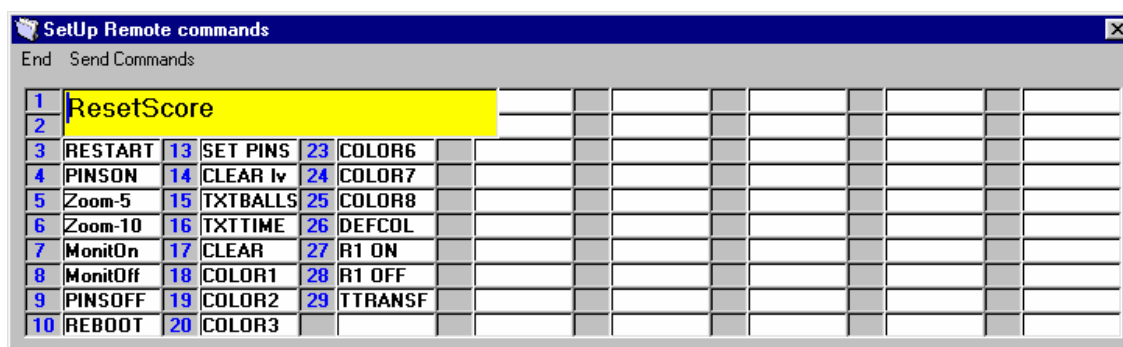 SetUp Remote commands
End Send Commands
1 ResetScore
2
3 RESTART 13 SET PINS 23 COLOR6
4 PINSON 14 CLEAR lv 24 COLOR7
5 Zoom-5 15 TXTBALLS 25 COLOR8
6 Zoom-10 16 TXTTIME 26 DEFCOL
7 MonitOn 17 CLEAR 27 R1 ON
8 MonitOff 18 COLOR1 28 R1 OFF
9 PINSOFF 19 COLOR2 29 TTRANSF
10 REBOOT 20 COLOR3